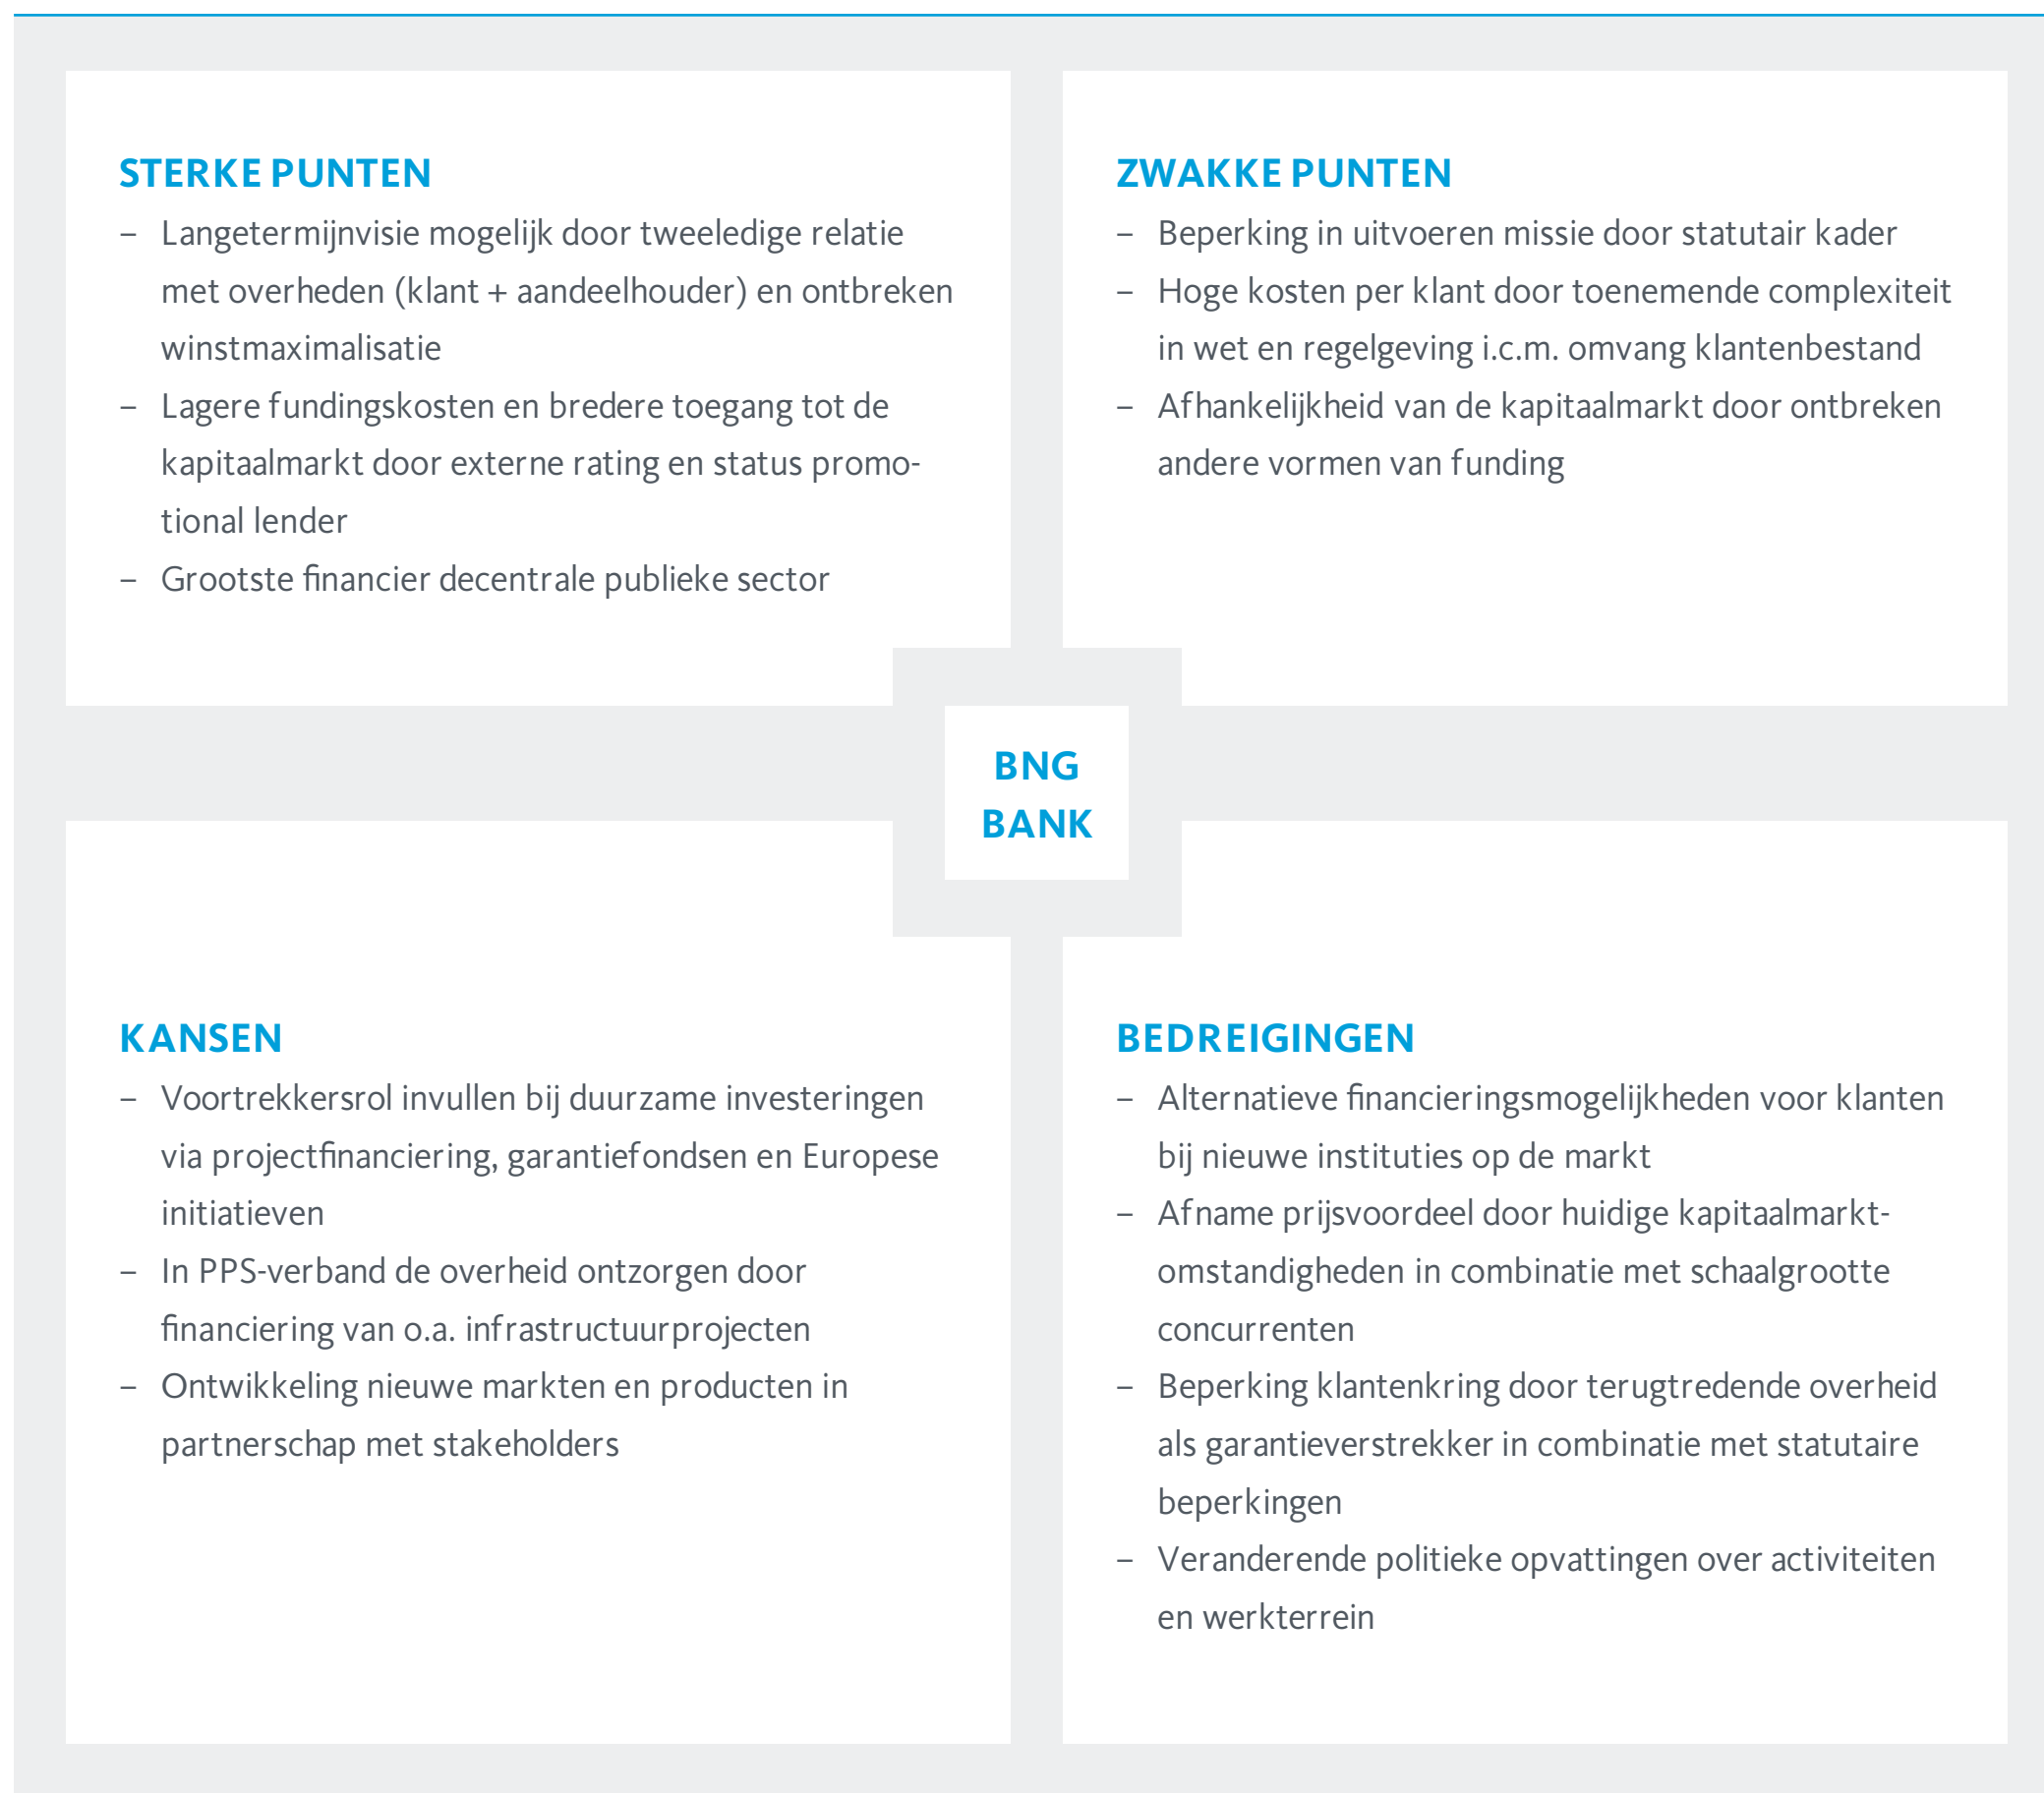 STERKE PUNTEN
– Langetermijnvisie mogelijk door tweeledige relatie
met overheden (klant + aandeelhouder) en ontbreken
winstmaximalisatie
– Lagere fundingskosten en bredere toegang tot de
kapitaalmarkt door externe rating en status promo-
tional lender
– Grootste financier decentrale publieke sector
ZWAKKE PUNTEN
– Beperking in uitvoeren missie door statutair kader
– Hoge kosten per klant door toenemende complexiteit
in wet en regelgeving i.c.m. omvang klantenbestand
– Afhankelijkheid van de kapitaalmarkt door ontbreken
andere vormen van funding
BNG
BANK
KANSEN
– Voortrekkersrol invullen bij duurzame investeringen
via projectfinanciering, garantiefondsen en Europese
initiatieven
– In PPS-verband de overheid ontzorgen door
financiering van o.a. infrastructuurprojecten
– Ontwikkeling nieuwe markten en producten in
partnerschap met stakeholders
BEDREIGINGEN
– Alternatieve financieringsmogelijkheden voor klanten
bij nieuwe instituties op de markt
– Afname prijsvoordeel door huidige kapitaalmarkt-
omstandigheden in combinatie met schaalgrootte
concurrenten
– Beperking klantenkring door terugtredende overheid
als garantieverstrekker in combinatie met statutaire
beperkingen
– Veranderende politieke opvattingen over activiteiten
en werkterrein